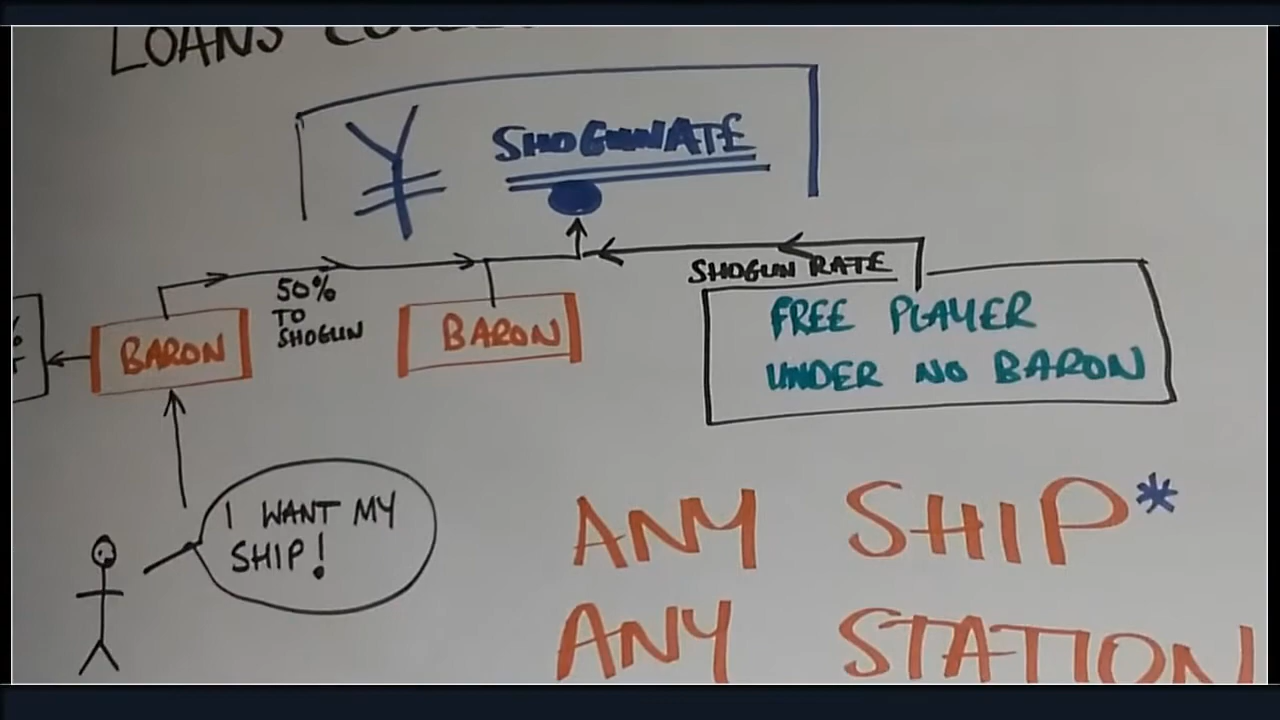 LOANS
¥ SHOGUNATE
50%
TO
SHOGUN
SHOGUN RATE
BARON
BARON
FREE PLAYER
UNDER NO BARON
I WANT MY
SHIP!
ANY SHIP*
ANY STATION